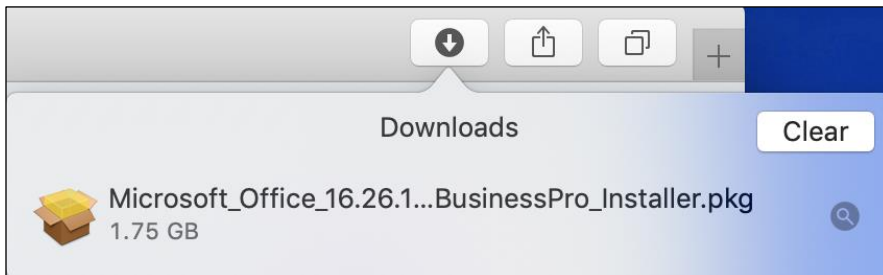 Downloads
Clear
Microsoft_Office_16.26.1...BusinessPro_Installer.pkg
1.75 GB